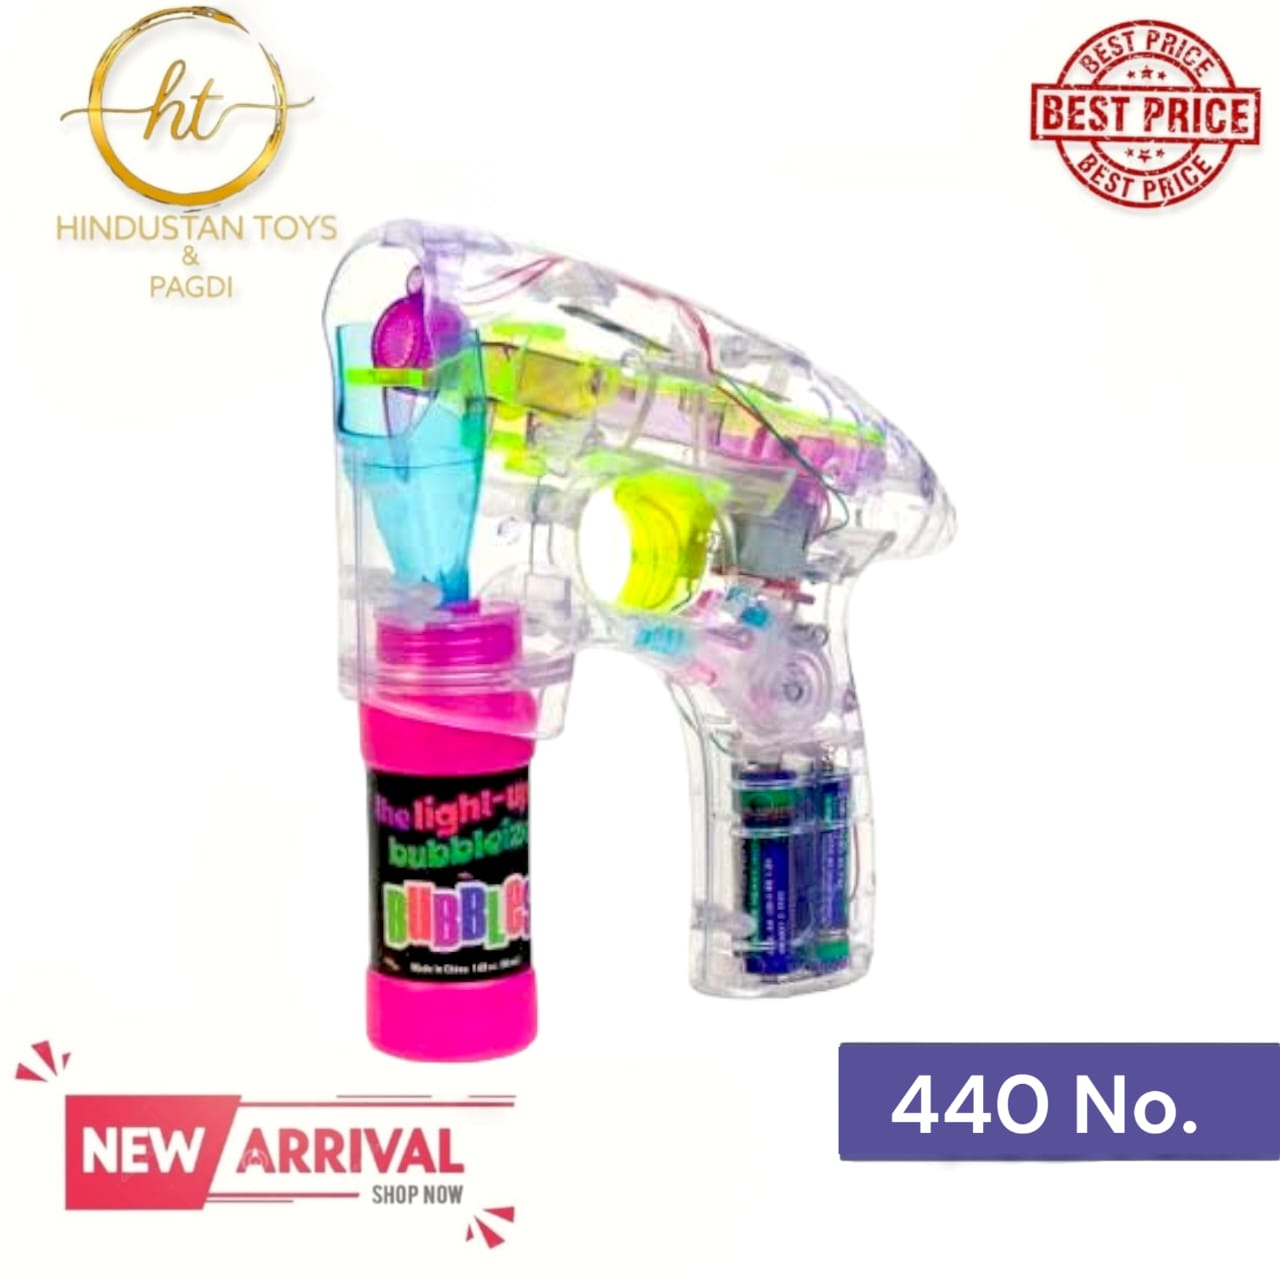 ht
HINDUSTAN TOYS
&
PAGDI
BEST PRICE
BEST PRICE
BEST PRICE
the light-up
bubbleiz
BUBBLES
Made in China
NEW ARRIVAL
SHOP NOW
440 No.